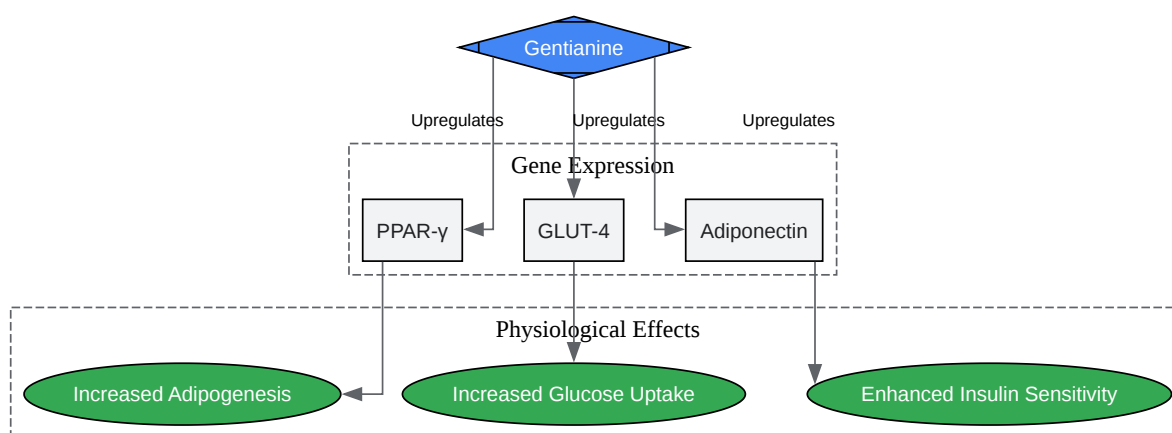 Gentianine
Upregulates Upregulates Upregulates
Gene Expression
PPAR-γ GLUT-4 Adiponectin
Physiological Effects
Increased Adipogenesis Increased Glucose Uptake Enhanced Insulin Sensitivity